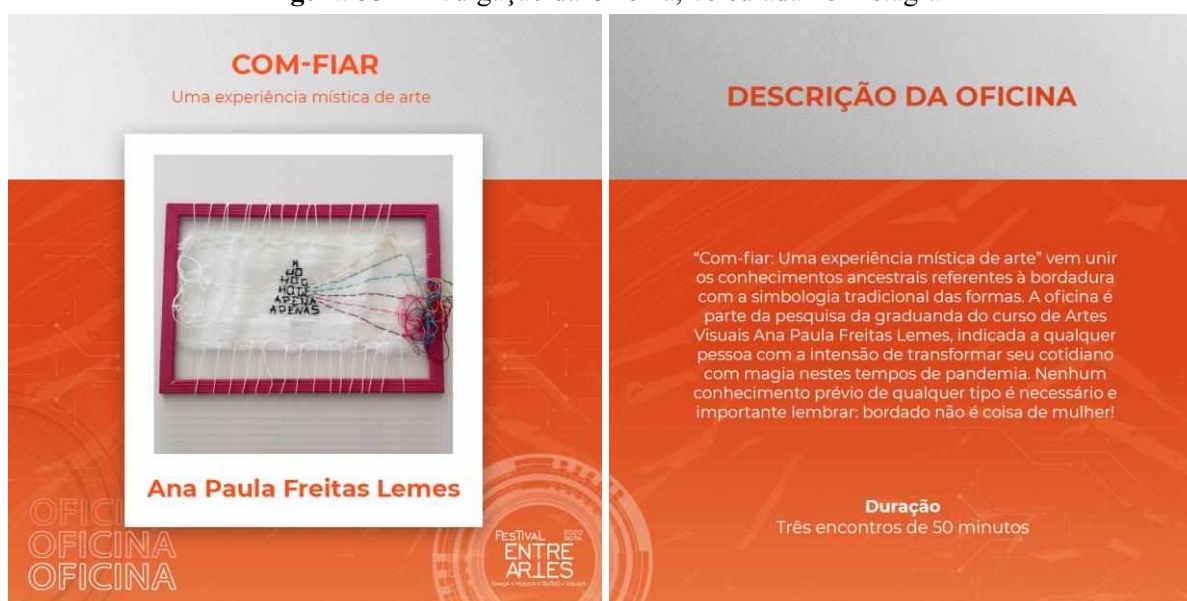 COM-FIAR
Uma experiência mística de arte
APENAS
Ana Paula Freitas Lemes
OFICINA
OFICINA
OFICINA
FESTIVAL 2020
ENTRE
ARTES
DESCRIÇÃO DA OFICINA
“Com-fiar: Uma experiência mística de arte” vem unir
os conhecimentos ancestrais referentes à bordadura
com a simbologia tradicional das formas. A oficina é
parte da pesquisa da graduanda do curso de Artes
Visuais Ana Paula Freitas Lemes, indicada a qualquer
pessoa com a intensão de transformar seu cotidiano
com magia nestes tempos de pandemia. Nenhum
conhecimento prévio de qualquer tipo é necessário e
importante lembrar: bordado não é coisa de mulher!
Duração
Três encontros de 50 minutos